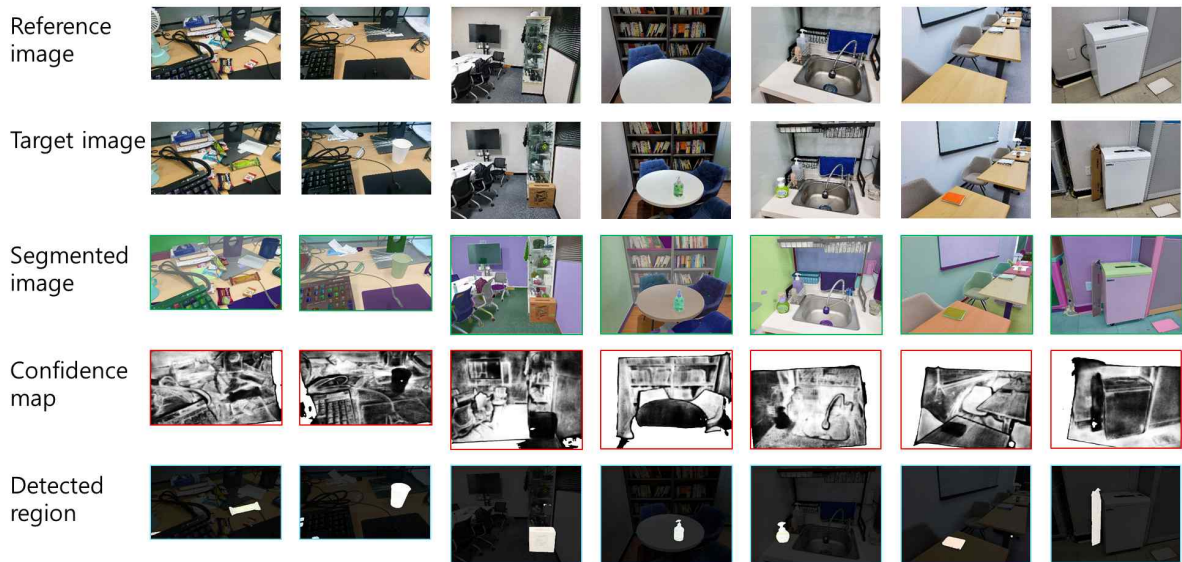 Reference
image
Target image
Segmented
image
Confidence
map
Detected
region